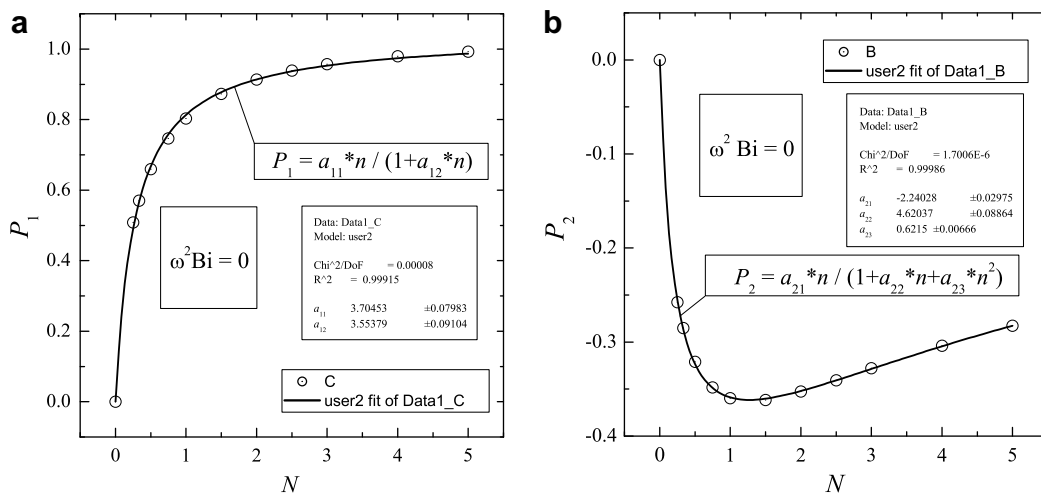 a
1.0
0.8
0.6
0.4
0.2
0.0
P1
0
1
2
3
4
5
N
P1 = a11*n / (1+a12*n)
ω2Bi = 0
Data: Data1_C
Model: user2
Chi^2/DoF = 0.00008
R^2 = 0.99915
a11 3.70453 ±0.07983
a12 3.55379 ±0.09104
C
user2 fit of Data1_C
b
0.0
-0.1
-0.2
-0.3
-0.4
P2
0
1
2
3
4
5
N
B
user2 fit of Data1_B
ω2 Bi = 0
Data: Data1_B
Model: user2
Chi^2/DoF = 1.7006E-6
R^2 = 0.99986
a21 -2.24028 ±0.02975
a22 4.62037 ±0.08864
a23 0.6215 ±0.00666
P2 = a21*n / (1+a22*n+a23*n2)